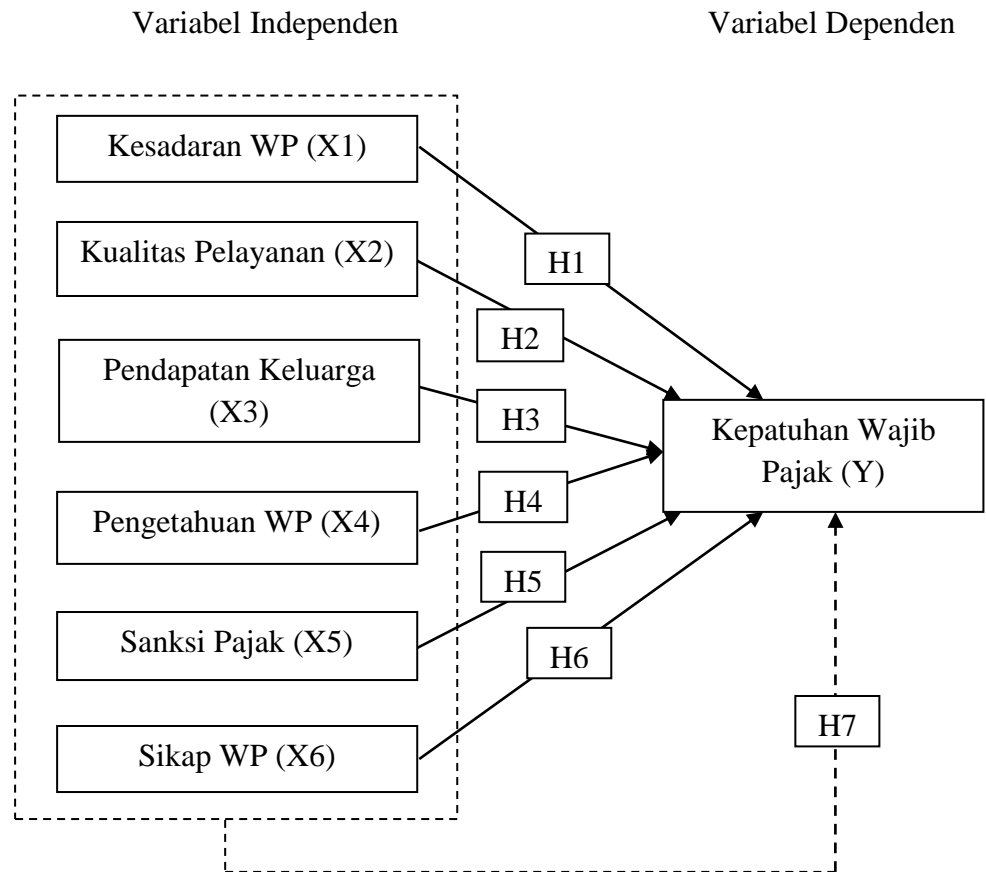 Variabel Independen
Variabel Dependen
Kesadaran WP (X1)
Kualitas Pelayanan (X2)
Pendapatan Keluarga
(X3)
Pengetahuan WP (X4)
Sanksi Pajak (X5)
Sikap WP (X6)
H1
H2
H3
H4
H5
H6
H7
Kepatuhan Wajib
Pajak (Y)